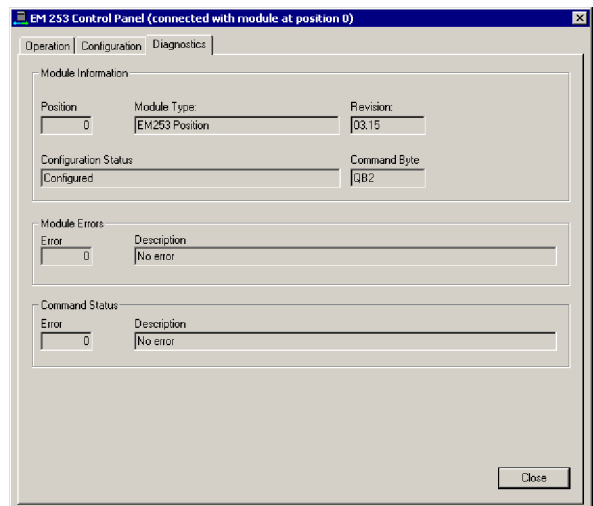 EM 253 Control Panel (connected with module at position 0)
Operation Configuration Diagnostics
Module Information
Position Module Type: Revision:
0 EM253 Position 03.15
Configuration Status Command Byte
Configured QB2
Module Errors
Error Description
0 No error
Command Status
Error Description
0 No error
Close